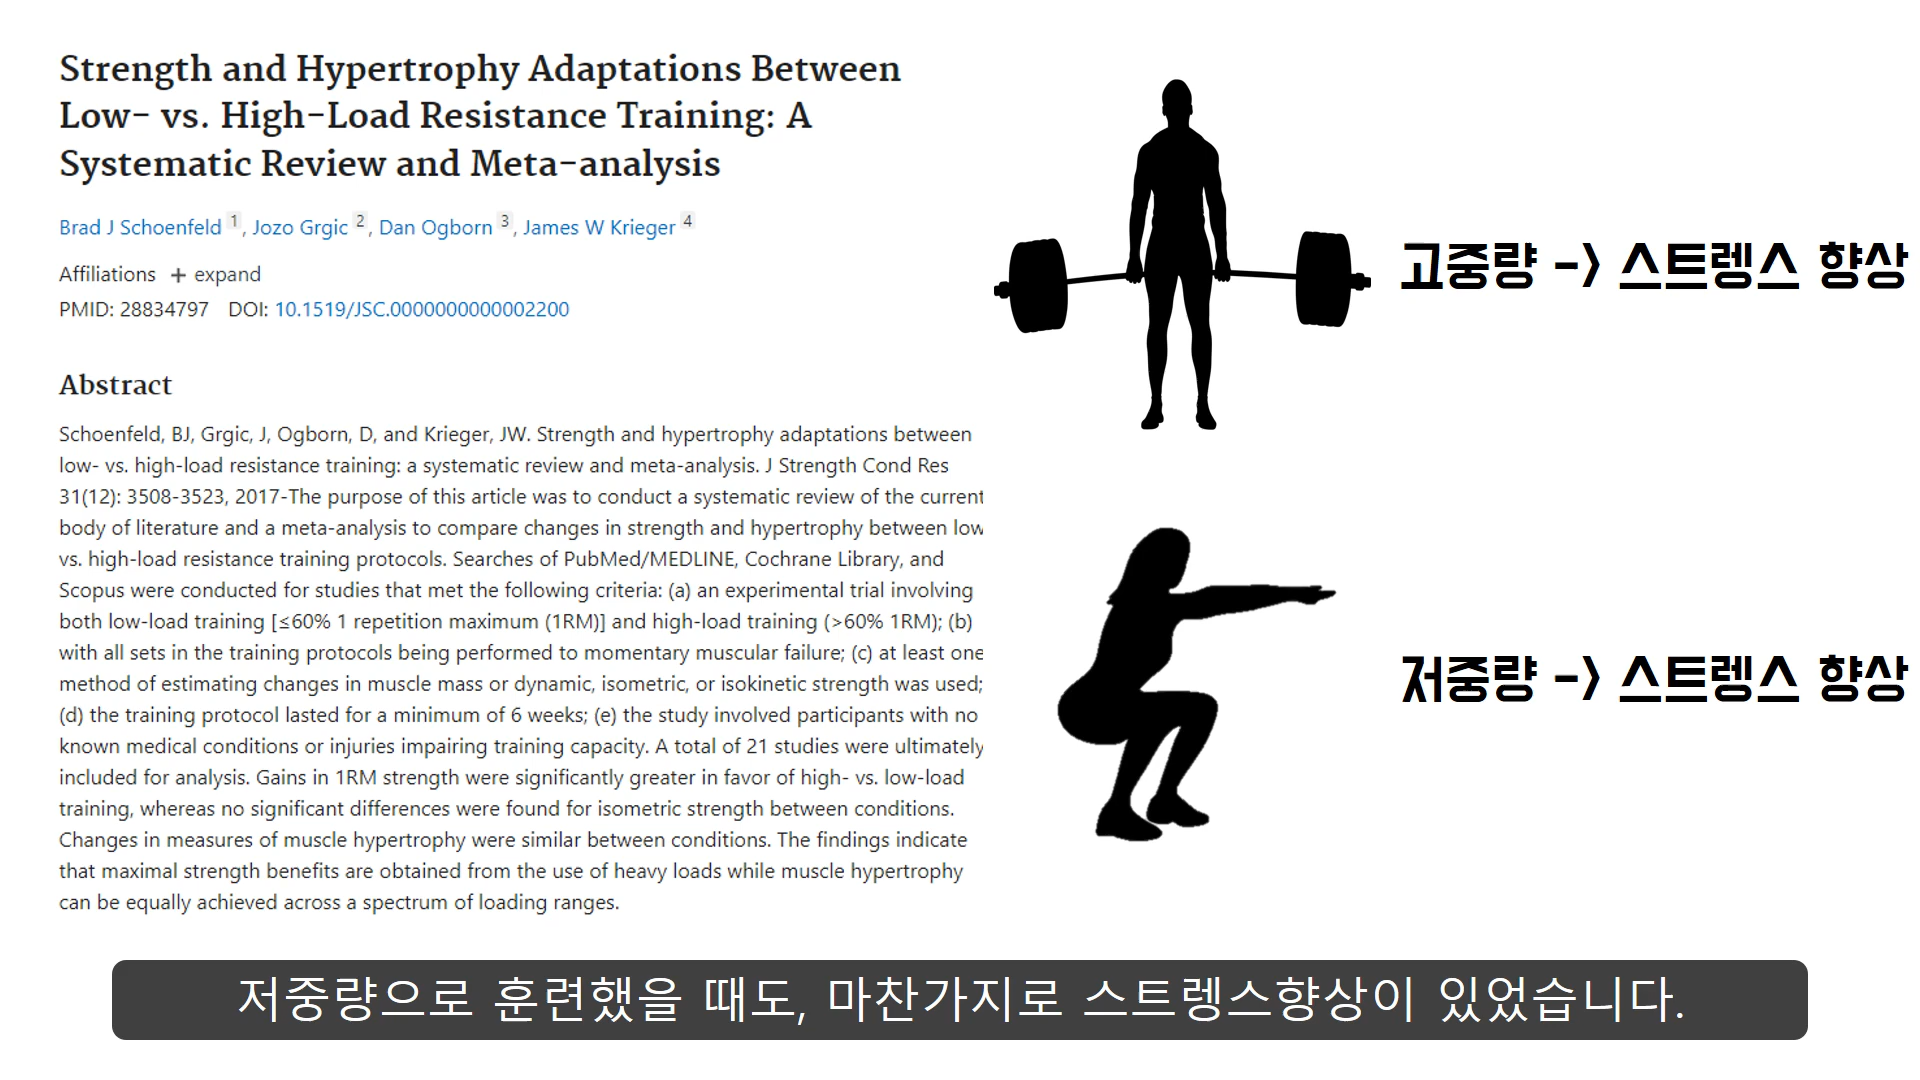 Strength and Hypertrophy Adaptations Between
Low- vs. High-Load Resistance Training: A
Systematic Review and Meta-analysis
Brad J Schoenfeld 1, Jozo Grgic 2, Dan Ogborn 3, James W Krieger 4
Affiliations + expand
PMID: 28834797 DOI: 10.1519/JSC.0000000000002200
Abstract
Schoenfeld, BJ, Grgic, J, Ogborn, D, and Krieger, JW. Strength and hypertrophy adaptations between
low- vs. high-load resistance training: a systematic review and meta-analysis. J Strength Cond Res
31(12): 3508-3523, 2017-The purpose of this article was to conduct a systematic review of the current
body of literature and a meta-analysis to compare changes in strength and hypertrophy between low
vs. high-load resistance training protocols. Searches of PubMed/MEDLINE, Cochrane Library, and
Scopus were conducted for studies that met the following criteria: (a) an experimental trial involving
both low-load training [≤60% 1 repetition maximum (1RM)] and high-load training (>60% 1RM); (b)
with all sets in the training protocols being performed to momentary muscular failure; (c) at least one
method of estimating changes in muscle mass or dynamic, isometric, or isokinetic strength was used;
(d) the training protocol lasted for a minimum of 6 weeks; (e) the study involved participants with no
known medical conditions or injuries impairing training capacity. A total of 21 studies were ultimately
included for analysis. Gains in 1RM strength were significantly greater in favor of high- vs. low-load
training, whereas no significant differences were found for isometric strength between conditions.
Changes in measures of muscle hypertrophy were similar between conditions. The findings indicate
that maximal strength benefits are obtained from the use of heavy loads while muscle hypertrophy
can be equally achieved across a spectrum of loading ranges.
고중량 -> 스트렝스 향상
저중량 -> 스트렝스 향상
저중량으로 훈련했을 때도, 마찬가지로 스트렝스향상이 있었습니다.